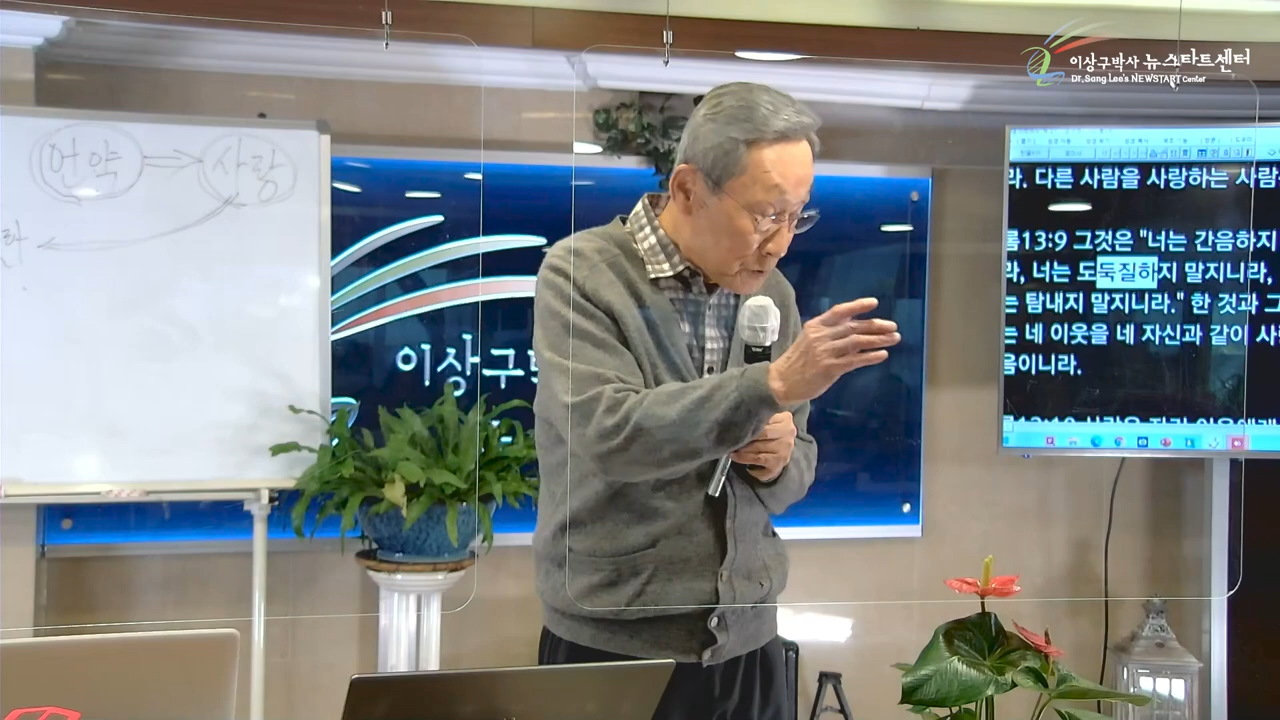 이상구박사 뉴스타트센터
Dr. Sang Lee's NEWSTART Center
언약
사랑
라
이상구
라. 다른 사람을 사랑하는 사람
롬13:9 그것은 "너는 간음하지
라, 너는 도둑질하지 말지니라,
는 탐내지 말지니라." 한 것과 그
는 네 이웃을 네 자신과 같이 사
음이니라.